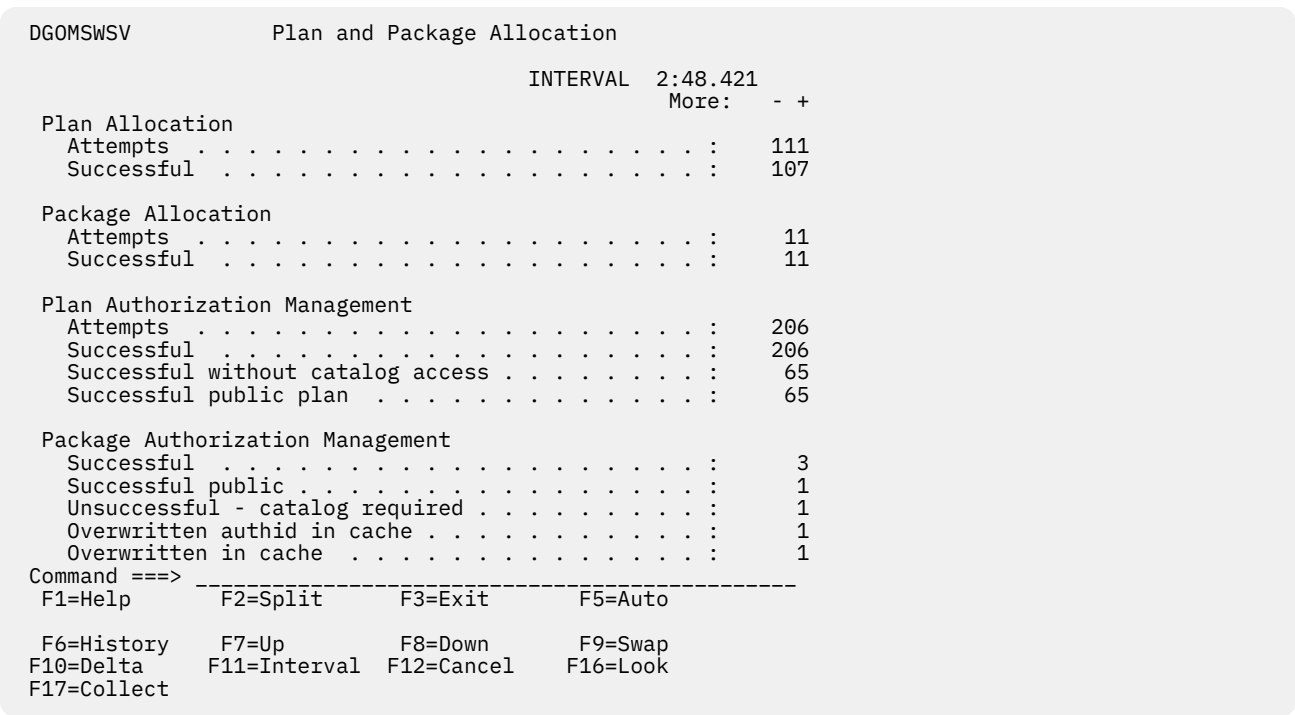 DGOMSWSV           Plan and Package Allocation
INTERVAL  2:48.421
More:   - +
Plan Allocation
Attempts  . . . . . . . . . . . . . . . . . . . . :    111
Successful  . . . . . . . . . . . . . . . . . . . :    107
Package Allocation
Attempts  . . . . . . . . . . . . . . . . . . . . :     11
Successful  . . . . . . . . . . . . . . . . . . . :     11
Plan Authorization Management
Attempts  . . . . . . . . . . . . . . . . . . . . :    206
Successful  . . . . . . . . . . . . . . . . . . . :    206
Successful without catalog access . . . . . . . . :     65
Successful public plan  . . . . . . . . . . . . . :     65
Package Authorization Management
Successful  . . . . . . . . . . . . . . . . . . . :      3
Successful public . . . . . . . . . . . . . . . . :      1
Unsuccessful - catalog required . . . . . . . . . :      1
Overwritten authid in cache . . . . . . . . . . . :      1
Overwritten in cache  . . . . . . . . . . . . . . :      1
Command ===> _______________________________________________
F1=Help       F2=Split      F3=Exit       F5=Auto
F6=History    F7=Up         F8=Down       F9=Swap
F10=Delta     F11=Interval  F12=Cancel    F16=Look
F17=Collect